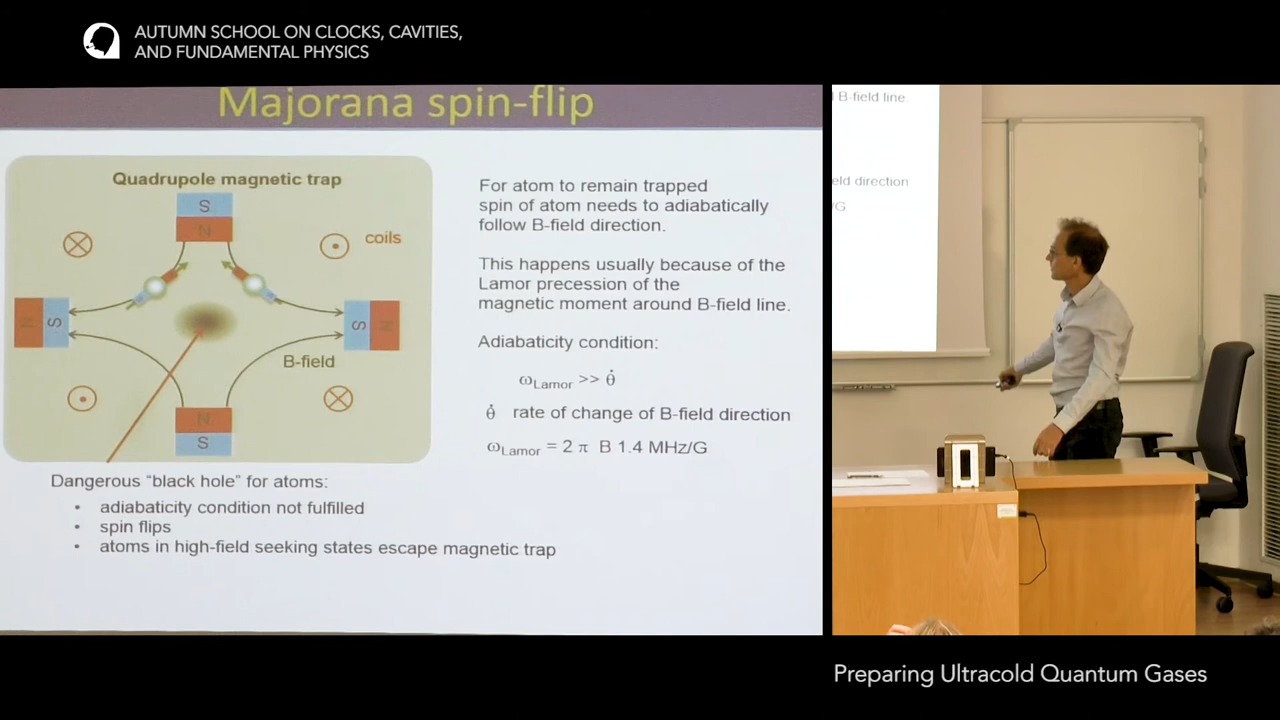 AUTUMN SCHOOL ON CLOCKS, CAVITIES,
AND FUNDAMENTAL PHYSICS
Majorana spin-flip
Quadrupole magnetic trap
S
N
coils
N S
S N
B-field
N
S
For atom to remain trapped
spin of atom needs to adiabatically
follow B-field direction.
This happens usually because of the
Lamor precession of the
magnetic moment around B-field line.
Adiabaticity condition:
ω_Lamor >> θ̇
θ̇ rate of change of B-field direction
ω_Lamor = 2 π B 1.4 MHz/G
Dangerous “black hole” for atoms:
• adiabaticity condition not fulfilled
• spin flips
• atoms in high-field seeking states escape magnetic trap
B-field line.
eld direction
/G
Preparing Ultracold Quantum Gases